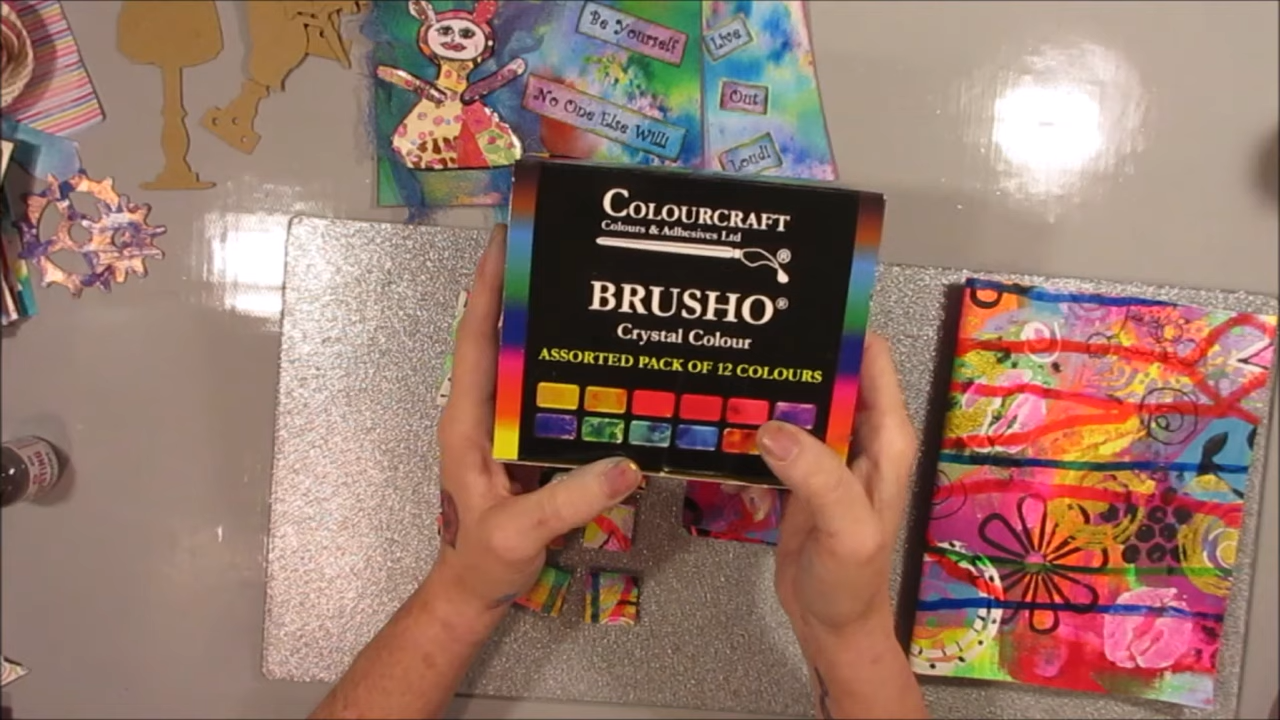 Be Yourself
No One Else Will!
Live
Out
Loud!
COLOURCRAFT
Colours & Adhesives Ltd
®
BRUSHO®
Crystal Colour
ASSORTED PACK OF 12 COLOURS